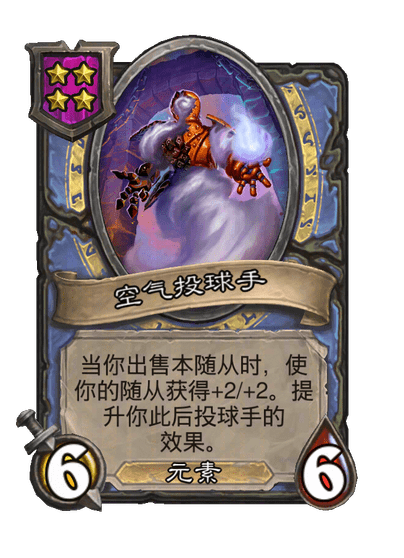 空气投球手
当你出售本随从时，使
你的随从获得+2/+2。提
升你此后投球手的
效果。
6
元素
6